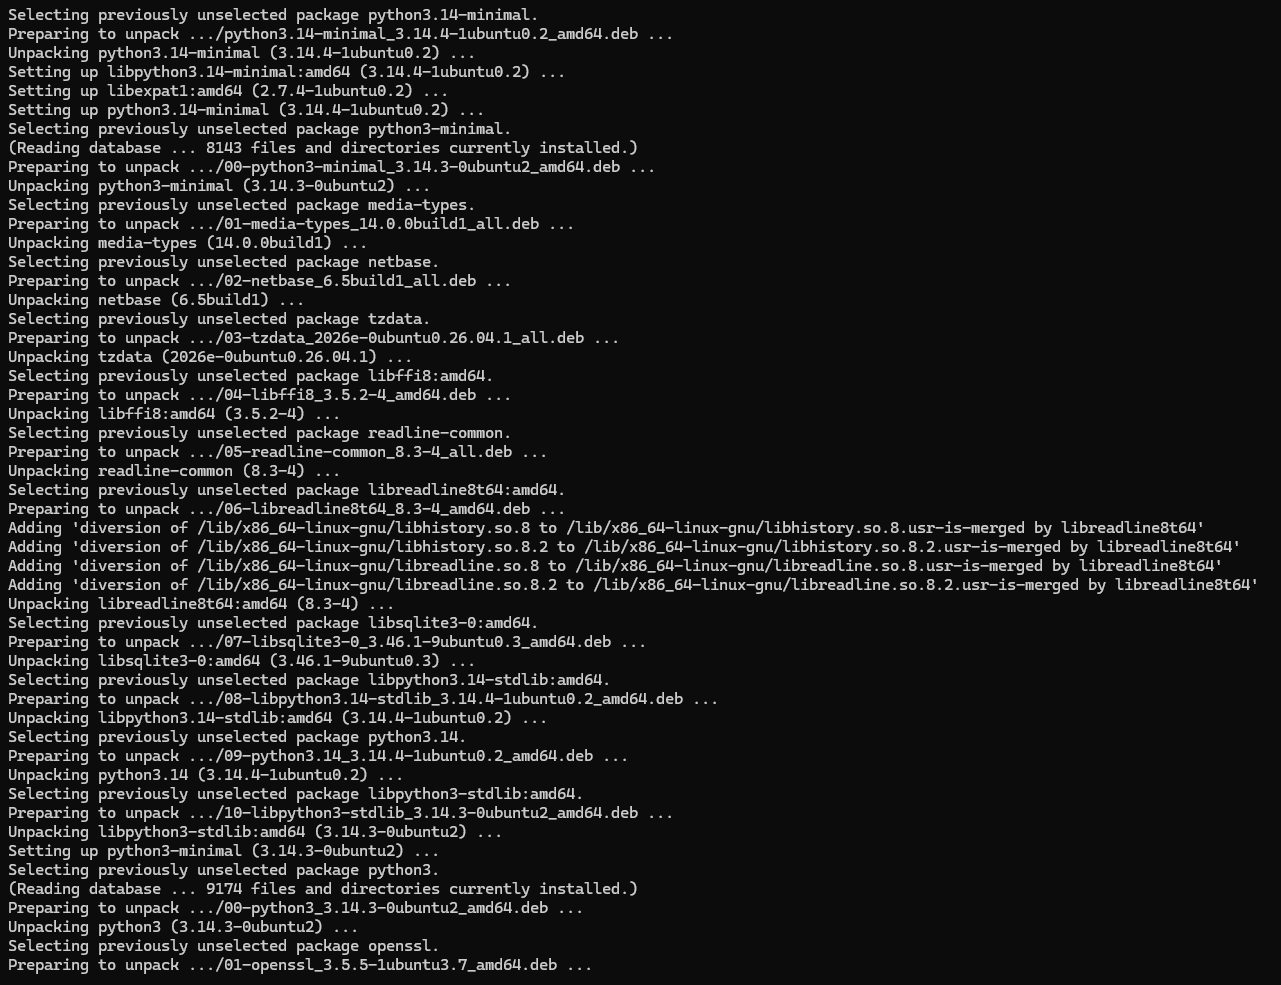 Selecting previously unselected package python3.14-minimal.
Preparing to unpack .../python3.14-minimal_3.14.4-1ubuntu0.2_amd64.deb ...
Unpacking python3.14-minimal (3.14.4-1ubuntu0.2) ...
Setting up libpython3.14-minimal:amd64 (3.14.4-1ubuntu0.2) ...
Setting up libexpat1:amd64 (2.7.4-1ubuntu0.2) ...
Setting up python3.14-minimal (3.14.4-1ubuntu0.2) ...
Selecting previously unselected package python3-minimal.
(Reading database ... 8143 files and directories currently installed.)
Preparing to unpack .../00-python3-minimal_3.14.3-0ubuntu2_amd64.deb ...
Unpacking python3-minimal (3.14.3-0ubuntu2) ...
Selecting previously unselected package media-types.
Preparing to unpack .../01-media-types_14.0.0build1_all.deb ...
Unpacking media-types (14.0.0build1) ...
Selecting previously unselected package netbase.
Preparing to unpack .../02-netbase_6.5build1_all.deb ...
Unpacking netbase (6.5build1) ...
Selecting previously unselected package tzdata.
Preparing to unpack .../03-tzdata_2026e-0ubuntu0.26.04.1_all.deb ...
Unpacking tzdata (2026e-0ubuntu0.26.04.1) ...
Selecting previously unselected package libffi8:amd64.
Preparing to unpack .../04-libffi8_3.5.2-4_amd64.deb ...
Unpacking libffi8:amd64 (3.5.2-4) ...
Selecting previously unselected package readline-common.
Preparing to unpack .../05-readline-common_8.3-4_all.deb ...
Unpacking readline-common (8.3-4) ...
Selecting previously unselected package libreadline8t64:amd64.
Preparing to unpack .../06-libreadline8t64_8.3-4_amd64.deb ...
Adding 'diversion of /lib/x86_64-linux-gnu/libhistory.so.8 to /lib/x86_64-linux-gnu/libhistory.so.8.usr-is-merged by libreadline8t64'
Adding 'diversion of /lib/x86_64-linux-gnu/libhistory.so.8.2 to /lib/x86_64-linux-gnu/libhistory.so.8.2.usr-is-merged by libreadline8t64'
Adding 'diversion of /lib/x86_64-linux-gnu/libreadline.so.8 to /lib/x86_64-linux-gnu/libreadline.so.8.usr-is-merged by libreadline8t64'
Adding 'diversion of /lib/x86_64-linux-gnu/libreadline.so.8.2 to /lib/x86_64-linux-gnu/libreadline.so.8.2.usr-is-merged by libreadline8t64'
Unpacking libreadline8t64:amd64 (8.3-4) ...
Selecting previously unselected package libsqlite3-0:amd64.
Preparing to unpack .../07-libsqlite3-0_3.46.1-9ubuntu0.3_amd64.deb ...
Unpacking libsqlite3-0:amd64 (3.46.1-9ubuntu0.3) ...
Selecting previously unselected package libpython3.14-stdlib:amd64.
Preparing to unpack .../08-libpython3.14-stdlib_3.14.4-1ubuntu0.2_amd64.deb ...
Unpacking libpython3.14-stdlib:amd64 (3.14.4-1ubuntu0.2) ...
Selecting previously unselected package python3.14.
Preparing to unpack .../09-python3.14_3.14.4-1ubuntu0.2_amd64.deb ...
Unpacking python3.14 (3.14.4-1ubuntu0.2) ...
Selecting previously unselected package libpython3-stdlib:amd64.
Preparing to unpack .../10-libpython3-stdlib_3.14.3-0ubuntu2_amd64.deb ...
Unpacking libpython3-stdlib:amd64 (3.14.3-0ubuntu2) ...
Setting up python3-minimal (3.14.3-0ubuntu2) ...
Selecting previously unselected package python3.
(Reading database ... 9174 files and directories currently installed.)
Preparing to unpack .../00-python3_3.14.3-0ubuntu2_amd64.deb ...
Unpacking python3 (3.14.3-0ubuntu2) ...
Selecting previously unselected package openssl.
Preparing to unpack .../01-openssl_3.5.5-1ubuntu3.7_amd64.deb ...